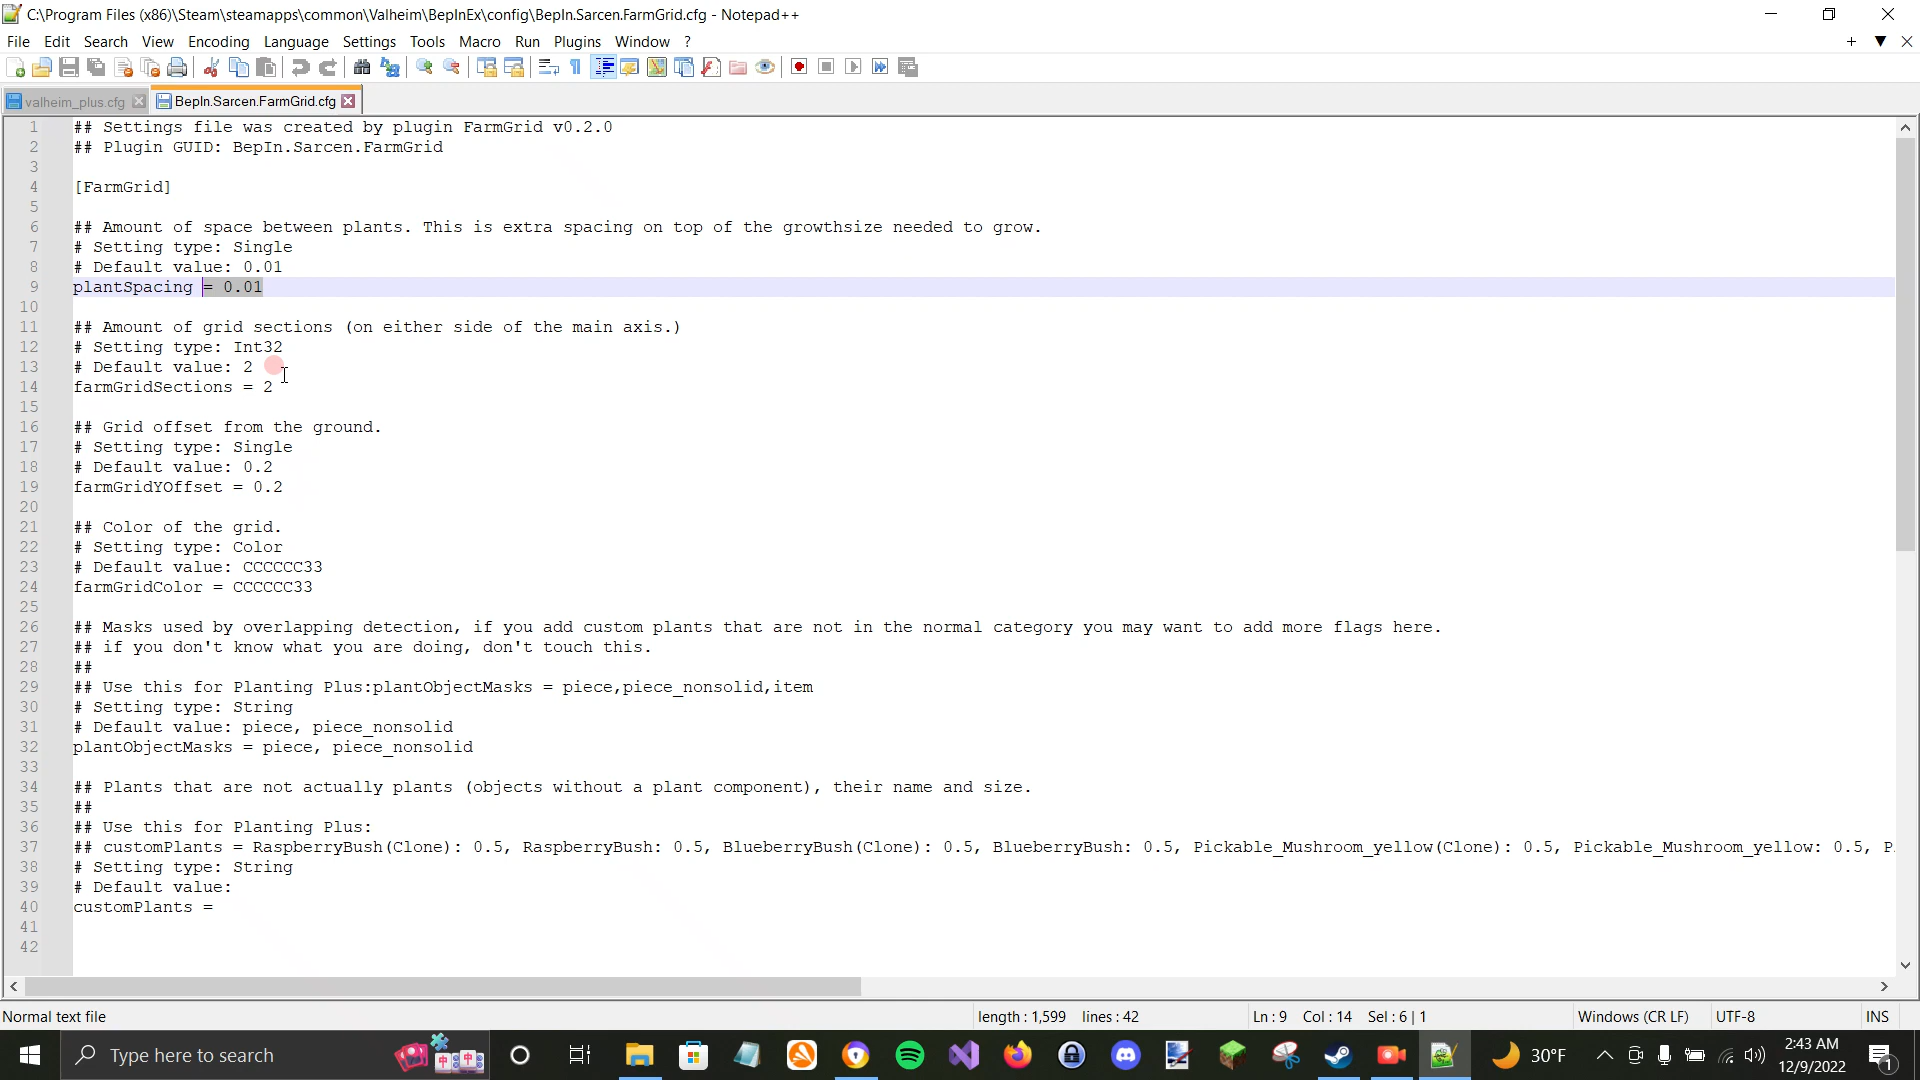 C:\Program Files (x86)\Steam\steamapps\common\Valheim\BepInEx\config\BepIn.Sarcen.FarmGrid.cfg - Notepad++
File Edit Search View Encoding Language Settings Tools Macro Run Plugins Window ?
valheim_plus.cfg BepIn.Sarcen.FarmGrid.cfg
1 ## Settings file was created by plugin FarmGrid v0.2.0
2 ## Plugin GUID: BepIn.Sarcen.FarmGrid
3
4 [FarmGrid]
5
6 ## Amount of space between plants. This is extra spacing on top of the growthsize needed to grow.
7 # Setting type: Single
8 # Default value: 0.01
9 plantSpacing = 0.01
10
11 ## Amount of grid sections (on either side of the main axis.)
12 # Setting type: Int32
13 # Default value: 2
14 farmGridSections = 2
15
16 ## Grid offset from the ground.
17 # Setting type: Single
18 # Default value: 0.2
19 farmGridYOffset = 0.2
20
21 ## Color of the grid.
22 # Setting type: Color
23 # Default value: CCCCCC33
24 farmGridColor = CCCCCC33
25
26 ## Masks used by overlapping detection, if you add custom plants that are not in the normal category you may want to add more flags here.
27 ## if you don't know what you are doing, don't touch this.
28 ##
29 ## Use this for Planting Plus:plantObjectMasks = piece,piece_nonsolid,item
30 # Setting type: String
31 # Default value: piece, piece_nonsolid
32 plantObjectMasks = piece, piece_nonsolid
33
34 ## Plants that are not actually plants (objects without a plant component), their name and size.
35 ##
36 ## Use this for Planting Plus:
37 ## customPlants = RaspberryBush(Clone): 0.5, RaspberryBush: 0.5, BlueberryBush(Clone): 0.5, BlueberryBush: 0.5, Pickable_Mushroom_yellow(Clone): 0.5, Pickable_Mushroom_yellow: 0.5, P
38 # Setting type: String
39 # Default value:
40 customPlants =
41
42
Normal text file length : 1,599 lines : 42 Ln : 9 Col : 14 Sel : 6 | 1 Windows (CR LF) UTF-8 INS
Type here to search 30°F 2:43 AM
12/9/2022 1